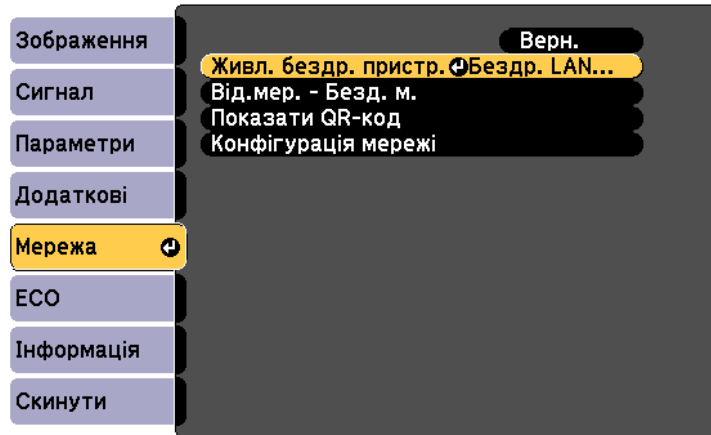 Зображення
Сигнал
Параметри
Додаткові
Мережа
ECO
Інформація
Скинути
Верн.
Живл. бездр. пристр. Бездр. LAN...
Від.мер. - Безд. м.
Показати QR-код
Конфігурація мережі